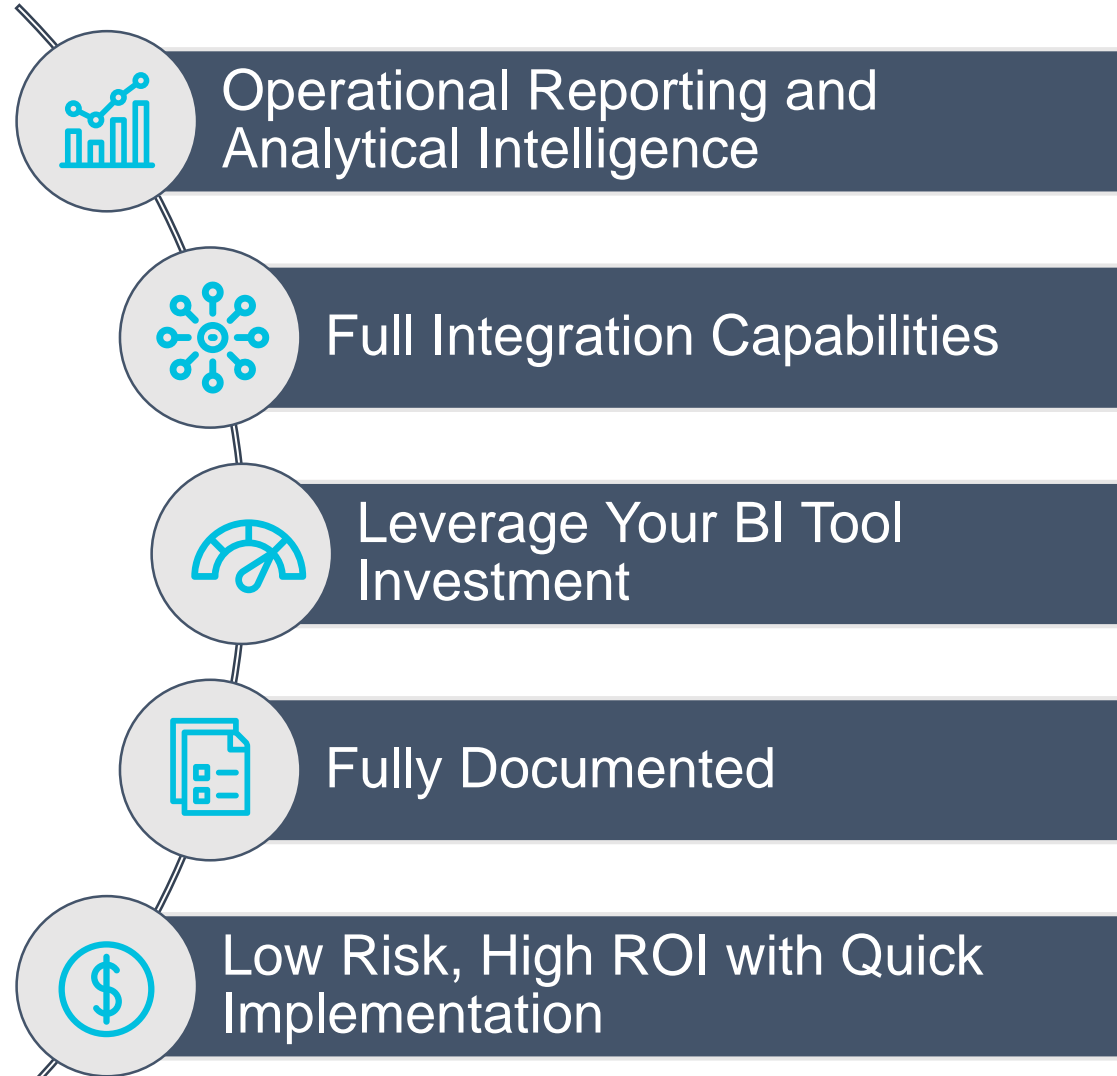 Operational Reporting and
Analytical Intelligence
Full Integration Capabilities
Leverage Your BI Tool
Investment
Fully Documented
Low Risk, High ROI with Quick
Implementation